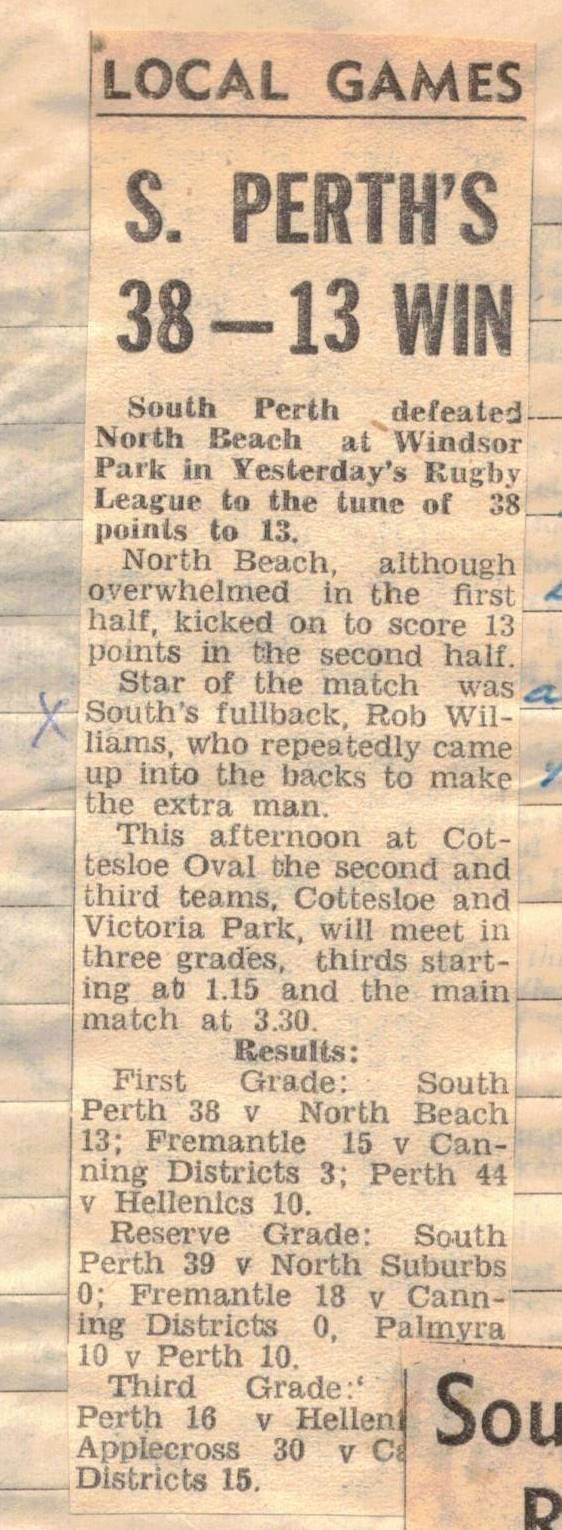 LOCAL GAMES
S. PERTH'S
38—13 WIN
South Perth defeated
North Beach at Windsor
Park in Yesterday's Rugby
League to the tune of 38
points to 13.
North Beach, although
overwhelmed in the first
half, kicked on to score 13
points in the second half.
Star of the match was
South's fullback, Rob Wil-
liams, who repeatedly came
up into the backs to make
the extra man.
This afternoon at Cot-
tesloe Oval the second and
third teams, Cottesloe and
Victoria Park, will meet in
three grades, thirds start-
ing at 1.15 and the main
match at 3.30.
Results:
First Grade: South
Perth 38 v North Beach
13; Fremantle 15 v Can-
ning Districts 3; Perth 44
v Hellenics 10.
Reserve Grade: South
Perth 39 v North Suburbs
0; Fremantle 18 v Cann-
ing Districts 0, Palmyra
10 v Perth 10.
Third Grade:'
Perth 16 v Helleni
Applecross 30 v Ca
Districts 15.
Sou
R